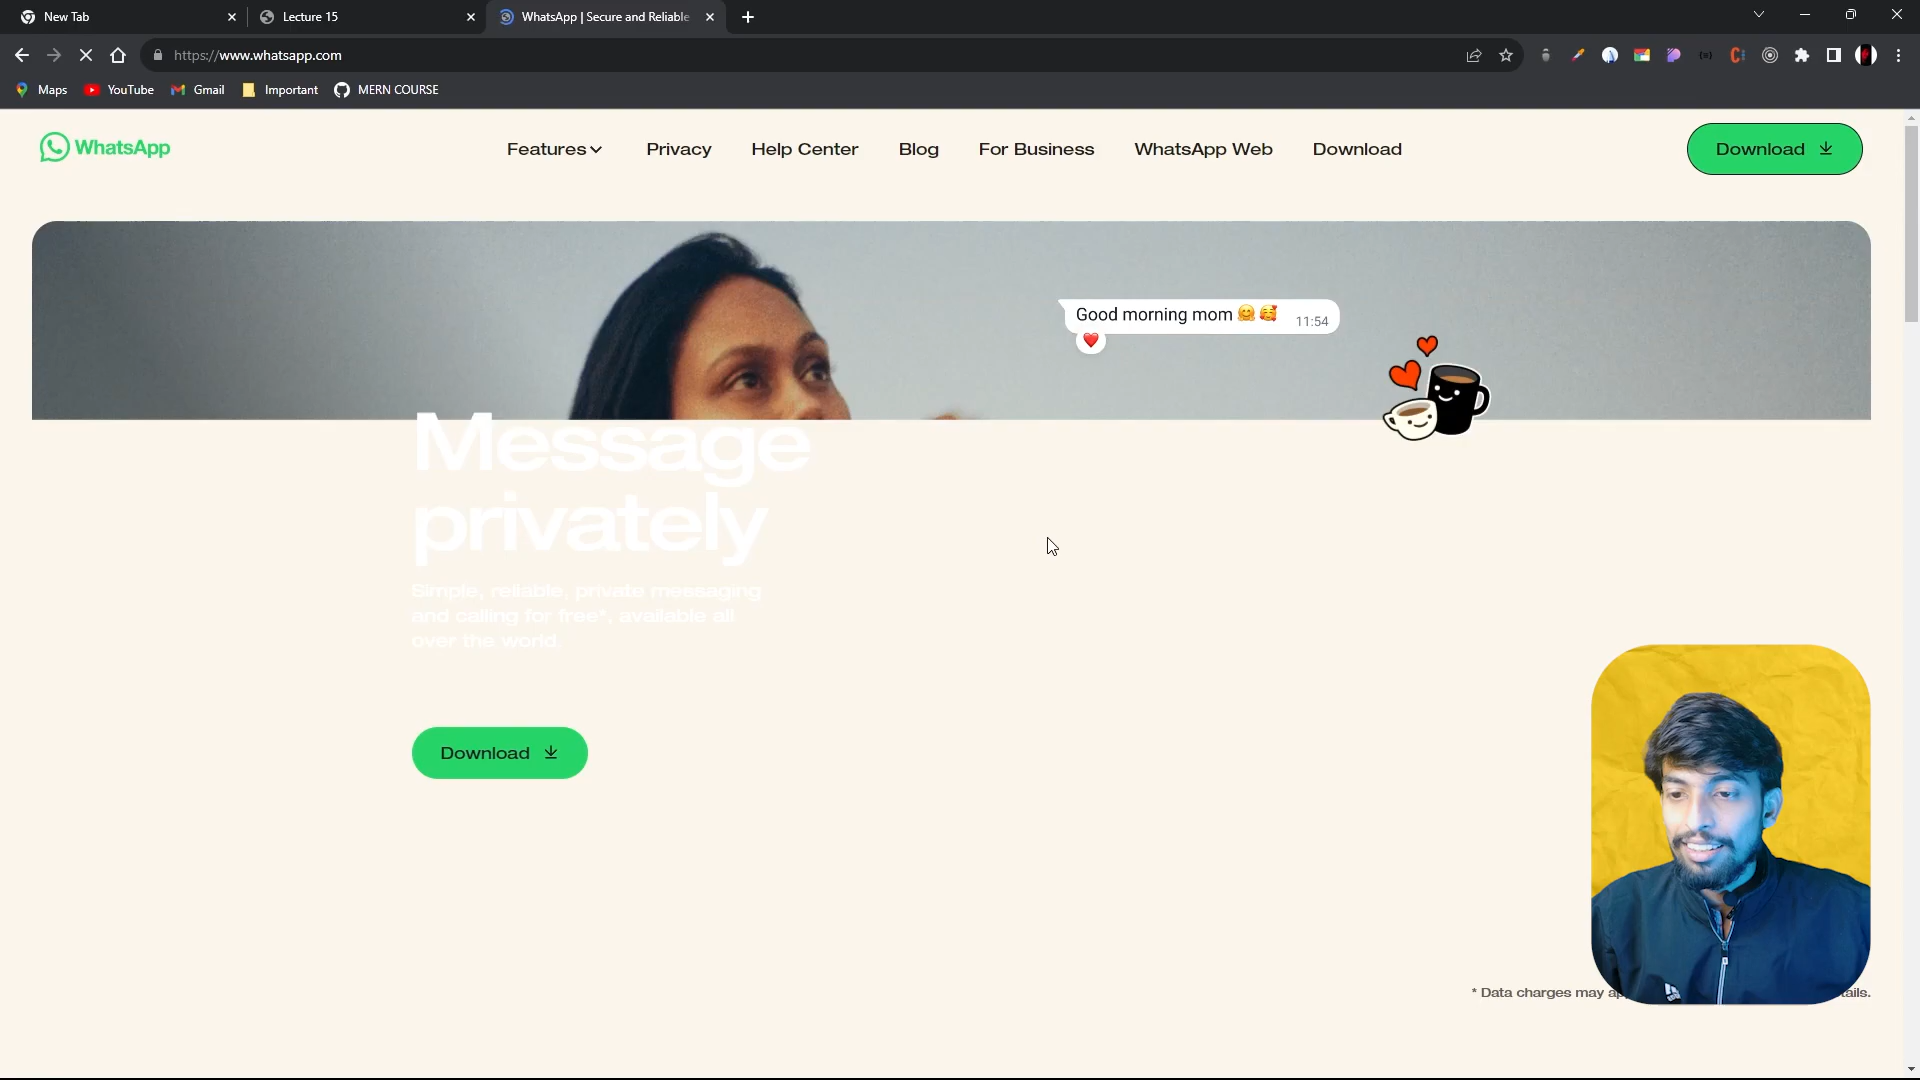 New Tab
Lecture 15
WhatsApp | Secure and Reliable
https://www.whatsapp.com
Maps
YouTube
Gmail
Important
MERN COURSE
WhatsApp
Features
Privacy
Help Center
Blog
For Business
WhatsApp Web
Download
Download
Good morning mom 🤗 🥰 11:54
Message
privately
Simple, reliable, private messaging
and calling for free*, available all
over the world.
Download
* Data charges may